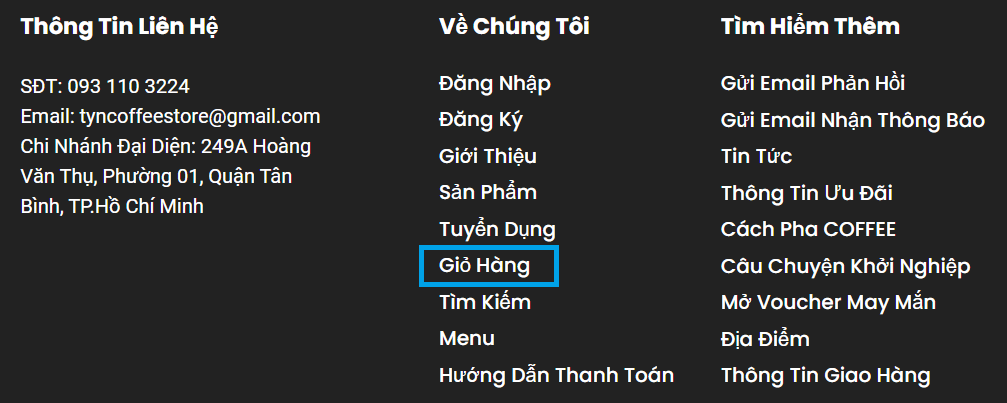 Thông Tin Liên Hệ
SĐT: 093 110 3224
Email: tyncoffeestore@gmail.com
Chi Nhánh Đại Diện: 249A Hoàng
Văn Thụ, Phường 01, Quận Tân
Bình, TP.Hồ Chí Minh
Về Chúng Tôi
Đăng Nhập
Đăng Ký
Giới Thiệu
Sản Phẩm
Tuyển Dụng
Giỏ Hàng
Tìm Kiếm
Menu
Hướng Dẫn Thanh Toán
Tìm Hiểm Thêm
Gửi Email Phản Hồi
Gửi Email Nhận Thông Báo
Tin Tức
Thông Tin Ưu Đãi
Cách Pha COFFEE
Câu Chuyện Khởi Nghiệp
Mở Voucher May Mắn
Địa Điểm
Thông Tin Giao Hàng